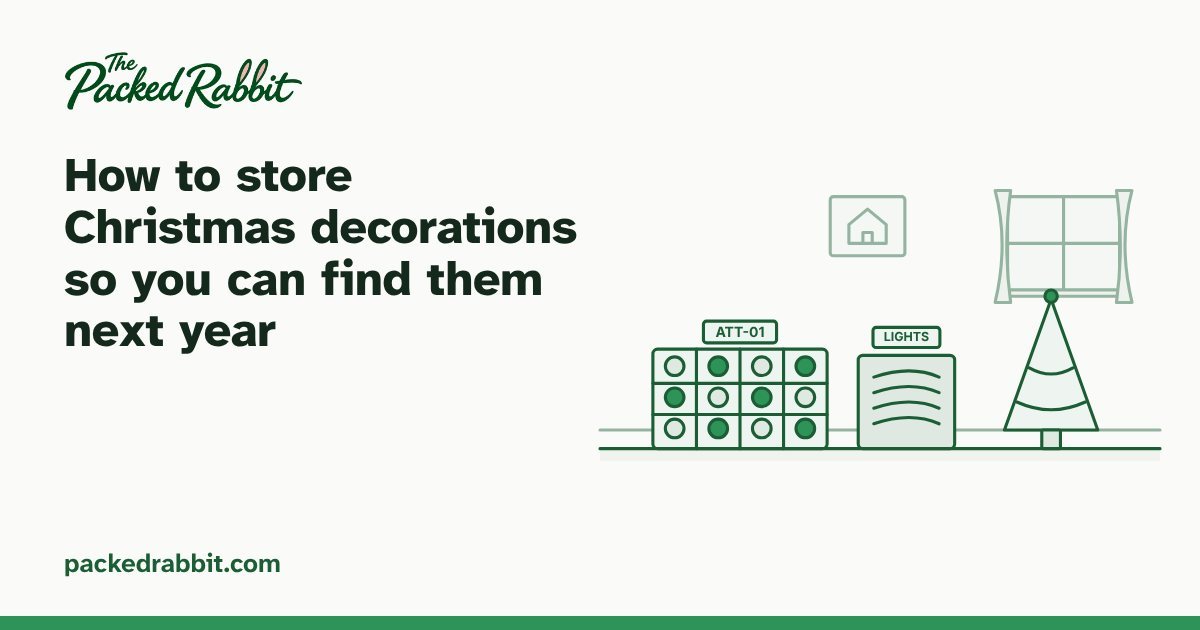 The
Packed Rabbit
How to store
Christmas decorations
so you can find them
next year
ATT-01
LIGHTS
packedrabbit.com